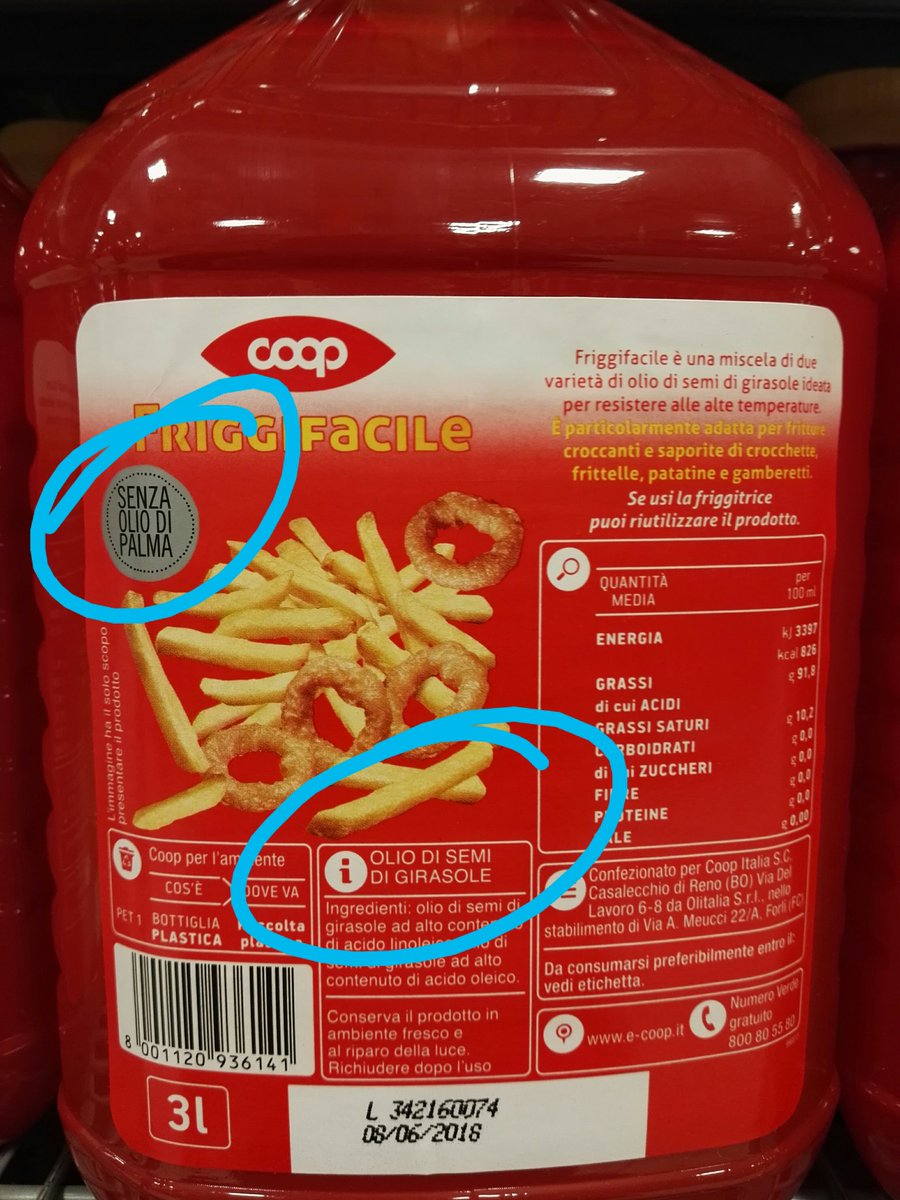 coop
FRIGGIFACILE
SENZA
OLIO DI
PALMA
Friggifacile è una miscela di due
varietà di olio di semi di girasole ideata
per resistere alle alte temperature.
È particolarmente adatta per fritture
croccanti e saporite di crocchette,
frittelle, patatine e gamberetti.
Se usi la friggitrice
puoi riutilizzare il prodotto.
QUANTITÀ
MEDIA
per
100 ml
ENERGIA
kJ 3397
kcal 826
GRASSI
g 91,8
di cui ACIDI
GRASSI SATURI
g 10,2
CARBOIDRATI
g 0,0
di cui ZUCCHERI
g 0,0
FIBRE
g 0,0
PROTEINE
g 0,0
SALE
g 0,00
L'immagine ha il solo scopo
presentare il prodotto
Coop per l'ambiente
COS'È
DOVE VA
PET 1
BOTTIGLIA
PLASTICA
Raccolta
plastica
OLIO DI SEMI
DI GIRASOLE
Ingredienti: olio di semi di
girasole ad alto contenuto
di acido linoleico, olio di
semi di girasole ad alto
contenuto di acido oleico.
Conserva il prodotto in
ambiente fresco e
al riparo della luce.
Richiudere dopo l'uso
Confezionato per Coop Italia S.C.
Casalecchio di Reno (BO) Via Del
Lavoro 6-8 da Olitalia S.r.l., nello
stabilimento di Via A. Meucci 22/A, Forlì (FC)
Da consumarsi preferibilmente entro il:
vedi etichetta.
www.e-coop.it
Numero Verde
gratuito
800 80 55 80
8 001120 936141
3l
L 342160074
08/06/2018